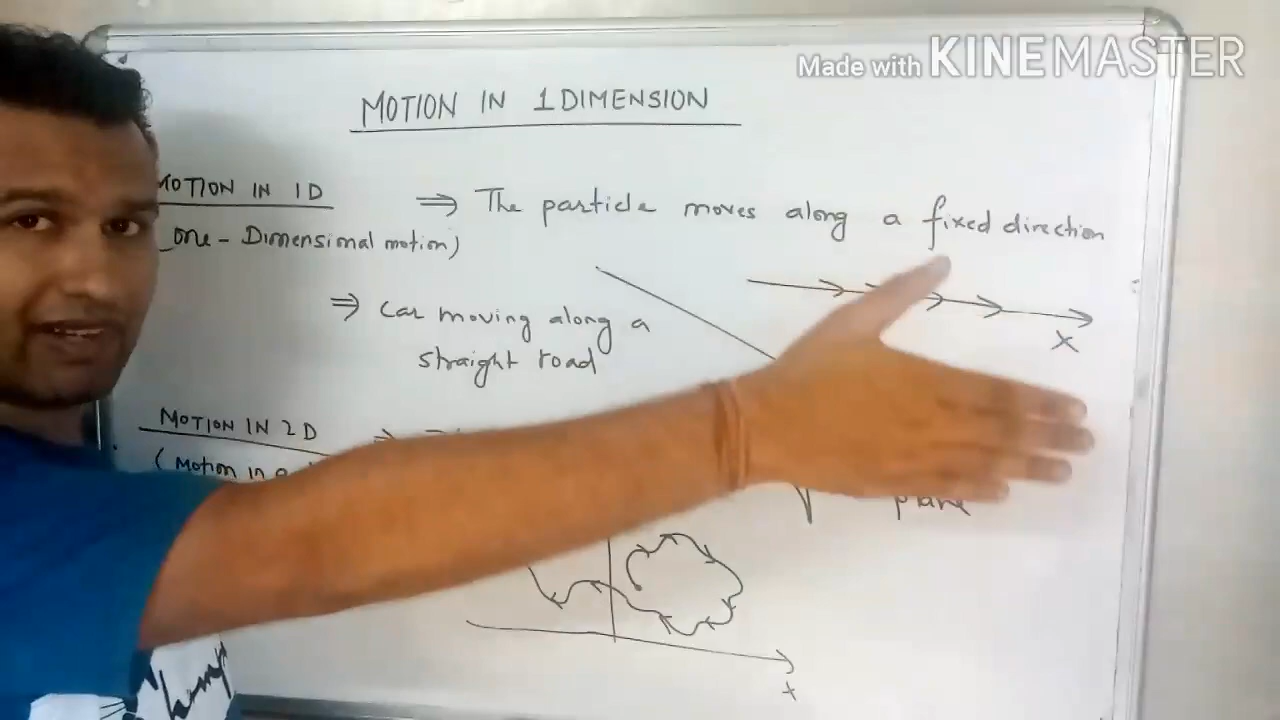 Made with KINEMASTER
MOTION IN 1 DIMENSION
MOTION IN 1D
⇒ The particle moves along a fixed direction
(one-Dimensional motion)
⇒ Car moving along a
straight road
X
MOTION IN 2D ⇒
(Motion in a
plane
x